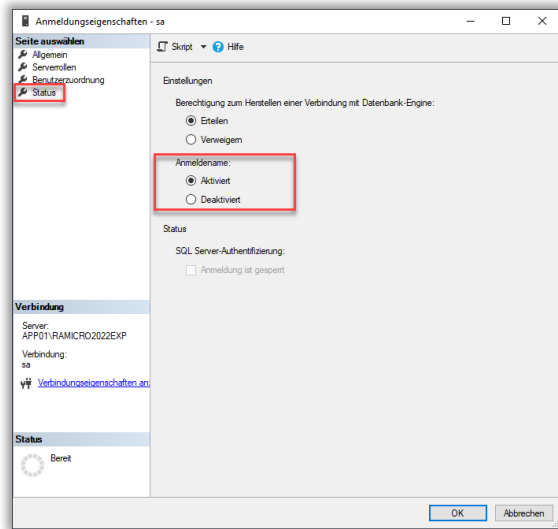 Anmeldungseigenschaften - sa
Seite auswählen
Allgemein
Serverrollen
Benutzerzuordnung
Status
Skript
Hilfe
Einstellungen
Berechtigung zum Herstellen einer Verbindung mit Datenbank-Engine:
Erteilen
Verweigern
Anmeldename:
Aktiviert
Deaktiviert
Status
SQL Server-Authentifizierung:
Anmeldung ist gesperrt
Verbindung
Server:
APP01\RAMICRO2022EXP
Verbindung:
sa
Verbindungseigenschaften an
Status
Bereit
OK
Abbrechen